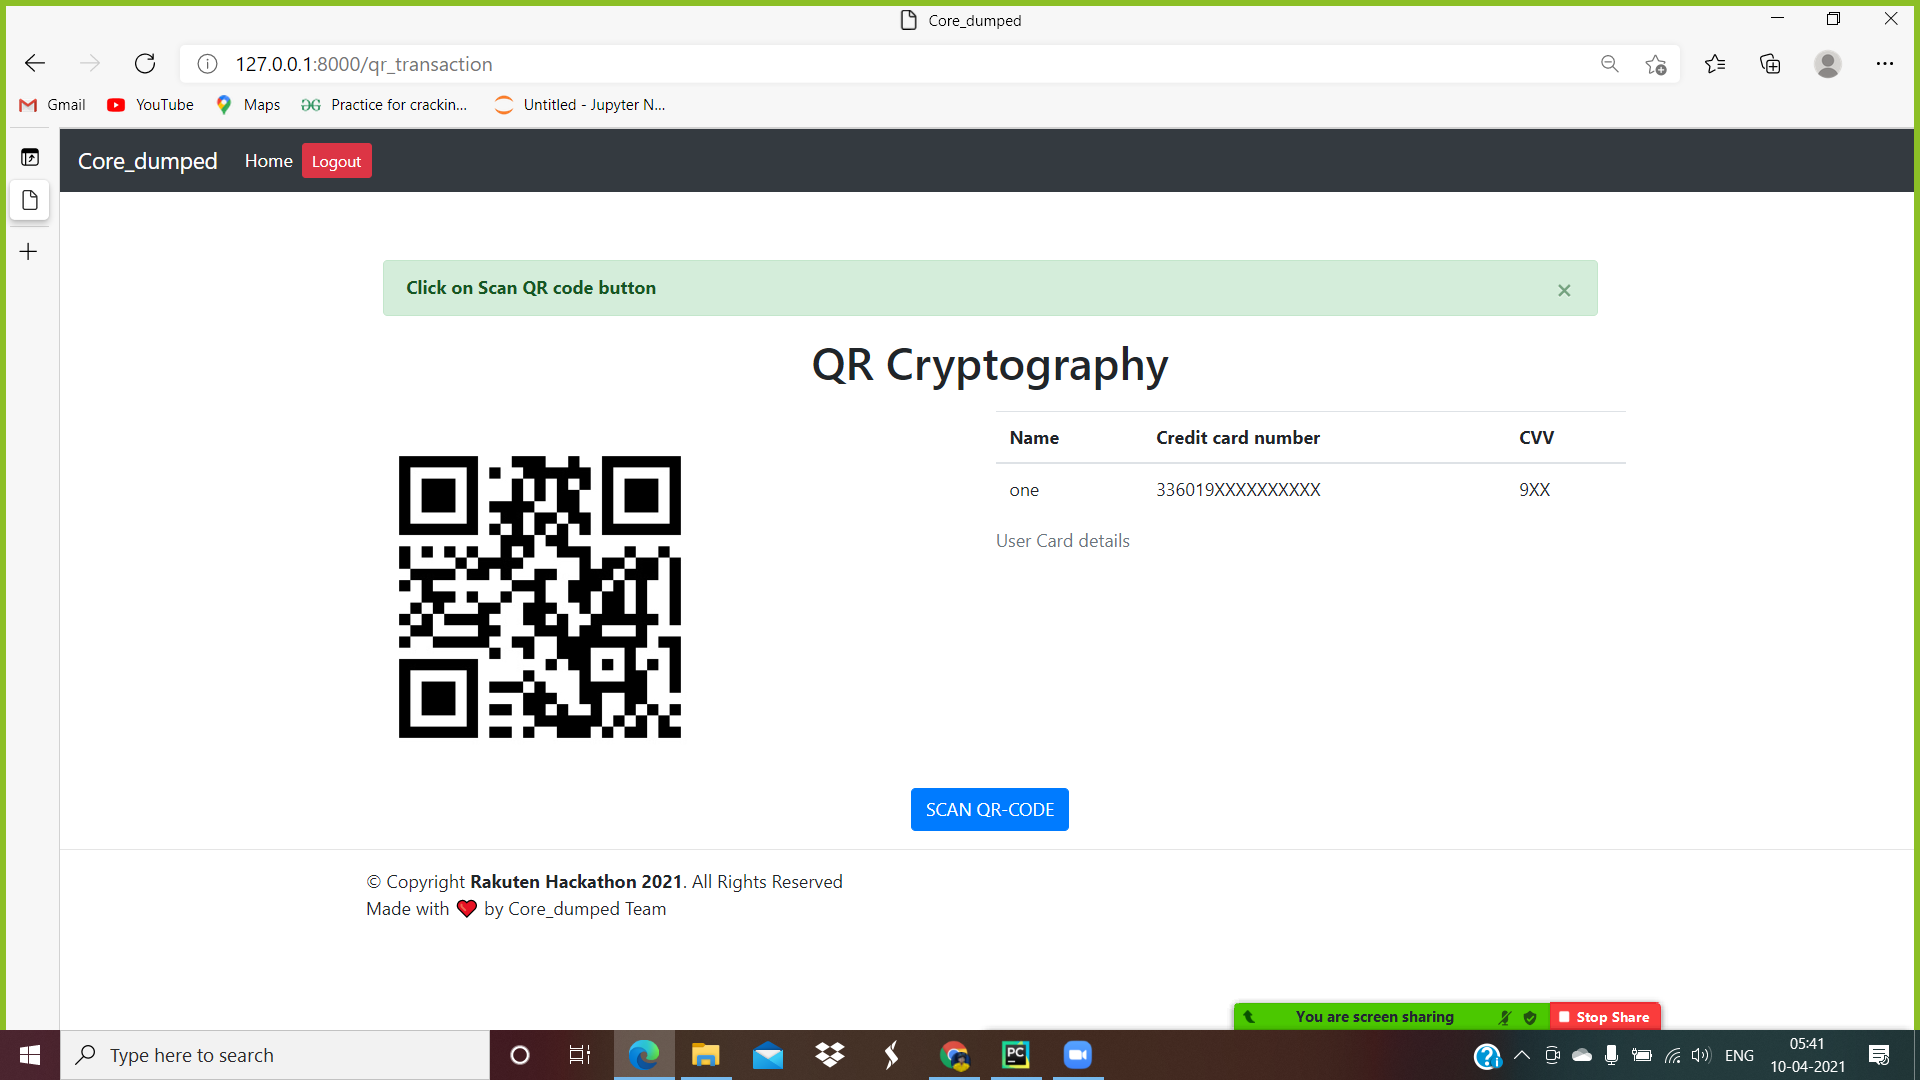 Core_dumped
127.0.0.1:8000/qr_transaction
Gmail YouTube Maps Practice for crackin... Untitled - Jupyter N...
Core_dumped Home Logout
Click on Scan QR code button ×
QR Cryptography
Name Credit card number CVV
one 336019XXXXXXXXXX 9XX
User Card details
SCAN QR-CODE
© Copyright Rakuten Hackathon 2021. All Rights Reserved
Made with ❤ by Core_dumped Team
You are screen sharing Stop Share
Type here to search
PC
ENG
05:41
10-04-2021